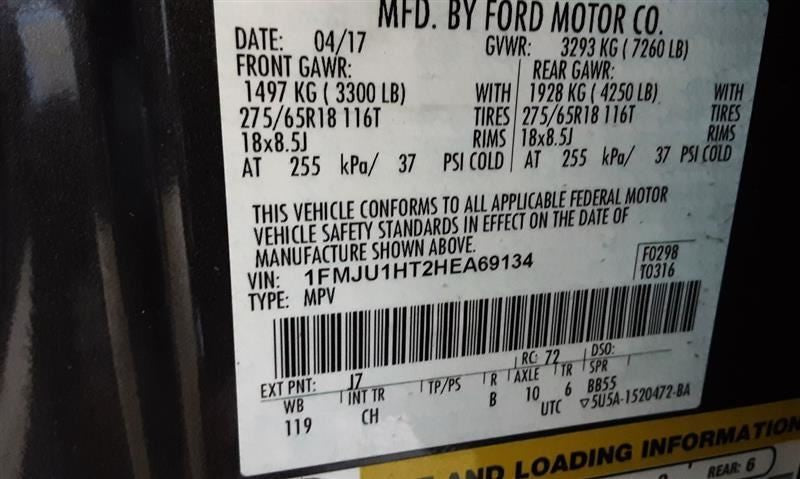 MFD. BY FORD MOTOR CO.
DATE: 04/17 GVWR: 3293 KG ( 7260 LB)
FRONT GAWR: REAR GAWR:
1497 KG ( 3300 LB) WITH 1928 KG ( 4250 LB) WITH
275/65R18 116T TIRES 275/65R18 116T TIRES
18x8.5J RIMS 18x8.5J RIMS
AT 255 kPa/ 37 PSI COLD AT 255 kPa/ 37 PSI COLD
THIS VEHICLE CONFORMS TO ALL APPLICABLE FEDERAL MOTOR
VEHICLE SAFETY STANDARDS IN EFFECT ON THE DATE OF
MANUFACTURE SHOWN ABOVE.
VIN: 1FMJU1HT2HEA69134 F0298
TYPE: MPV T0316
EXT PNT: J7 RC: 72 DSO:
WB INT TR TP/PS R AXLE TR SPR
119 CH B 10 6 BB55
UTC ▽5U5A-1520472-BA
AND LOADING INFORMATION
REAR: 6